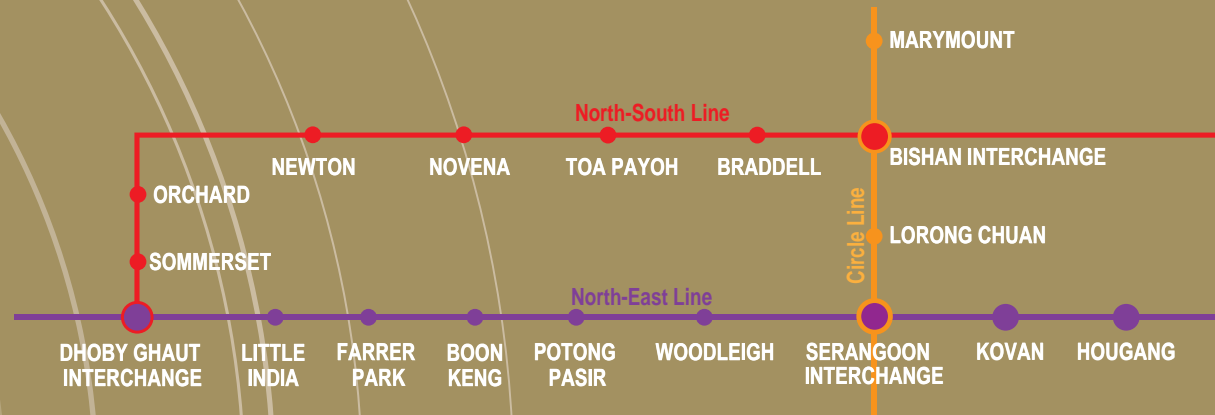 MARYMOUNT
North-South Line
NEWTON
NOVENA
TOA PAYOH
BRADDELL
BISHAN INTERCHANGE
ORCHARD
Circle Line
LORONG CHUAN
SOMMERSET
North-East Line
DHOBY GHAUT
INTERCHANGE
LITTLE
INDIA
FARRER
PARK
BOON
KENG
POTONG
PASIR
WOODLEIGH
SERANGOON
INTERCHANGE
KOVAN
HOUGANG